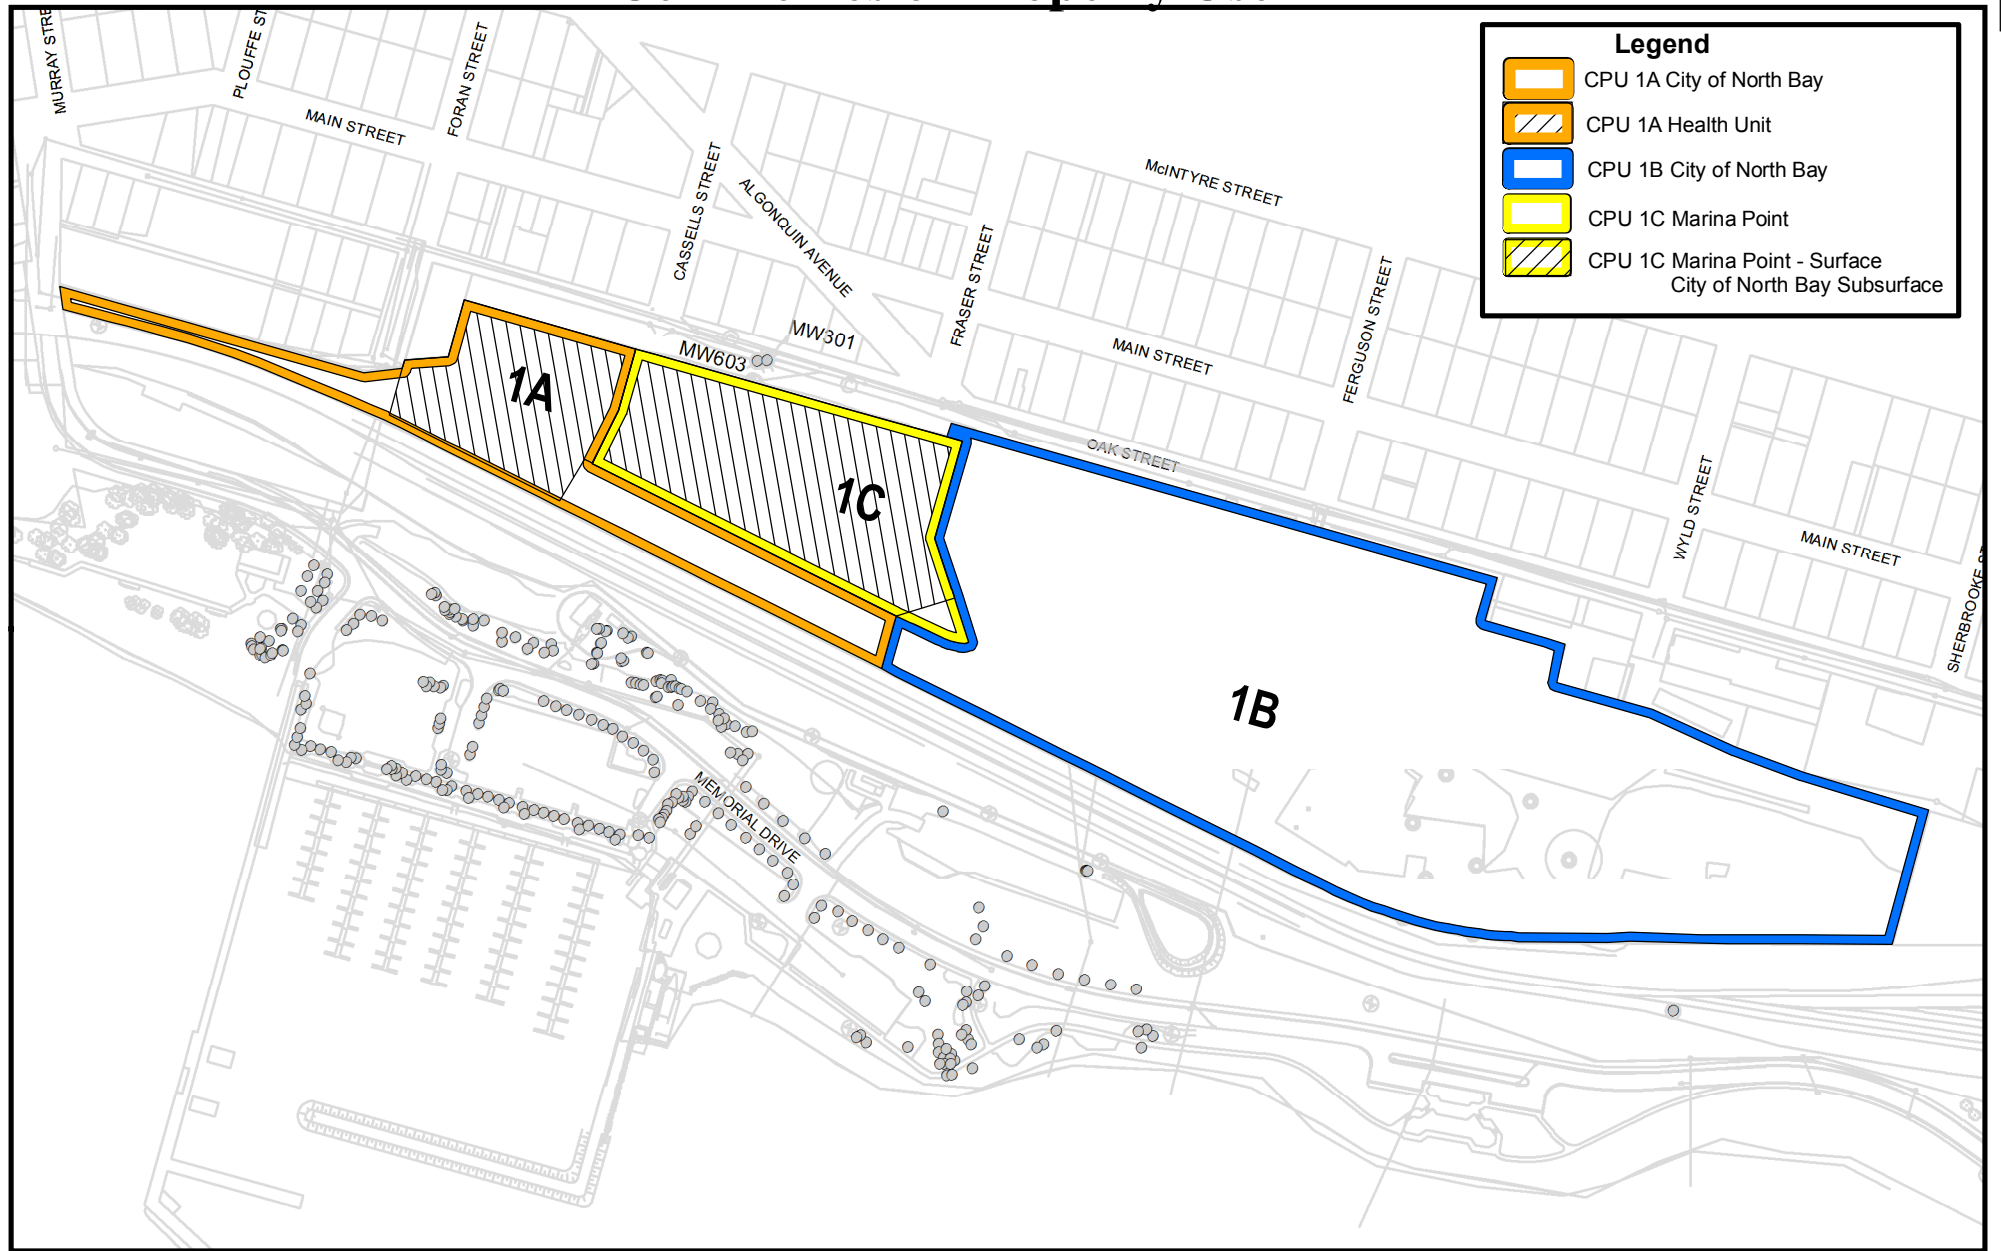 Legend
CPU 1A City of North Bay
CPU 1A Health Unit
CPU 1B City of North Bay
CPU 1C Marina Point
CPU 1C Marina Point - Surface
City of North Bay Subsurface
MURRAY STRE
PLOUFFE ST
FORAN STREET
MAIN STREET
CASSELLS STREET
ALGONQUIN AVENUE
McINTYRE STREET
FRASER STREET
FERGUSON STREET
MW301
MW603
MAIN STREET
1A
1C
OAK STREET
WYLD STREET
MAIN STREET
SHERBROOKE ST
1B
MEMORIAL DRIVE